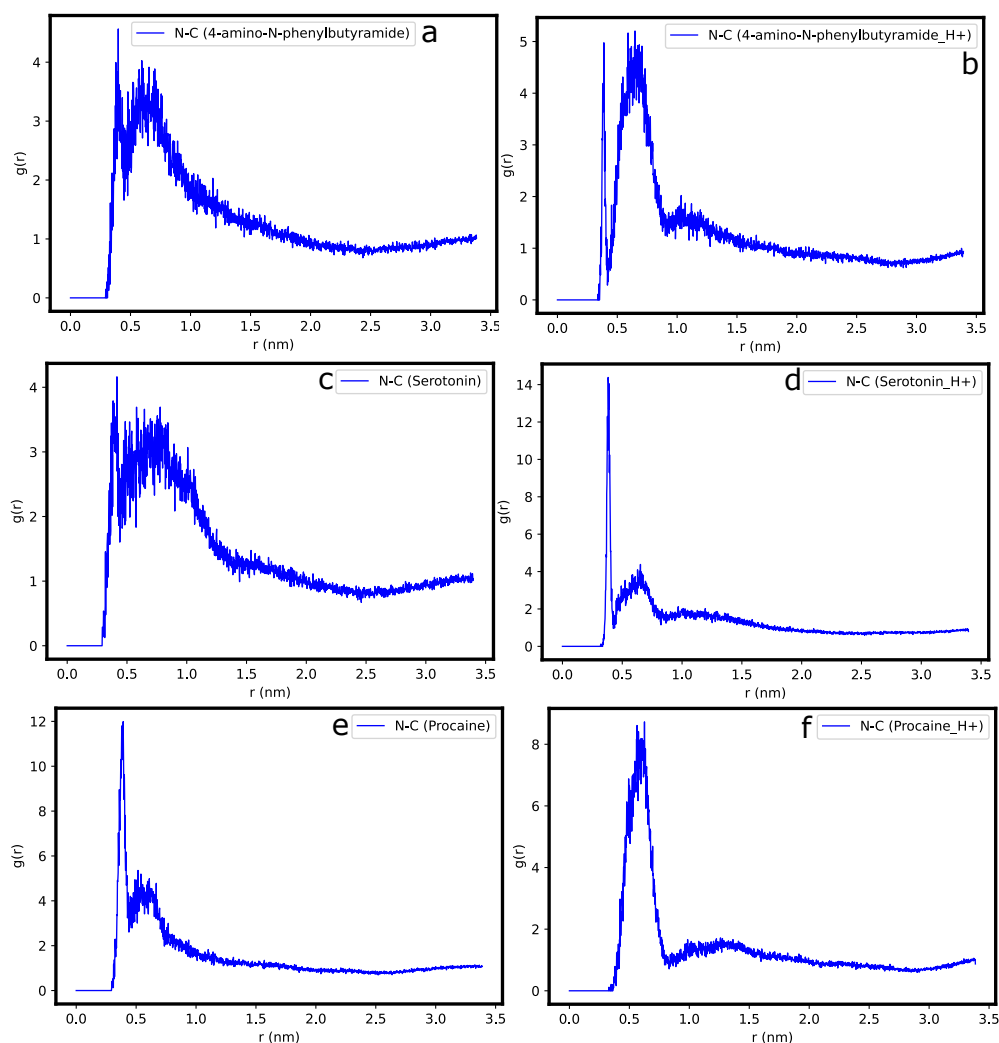 N-C (4-amino-N-phenylbutyramide) a
g(r)
4
3
2
1
0
0.0 0.5 1.0 1.5 2.0 2.5 3.0 3.5
r (nm)
N-C (4-amino-N-phenylbutyramide_H+)
b
g(r)
5
4
3
2
1
0
0.0 0.5 1.0 1.5 2.0 2.5 3.0 3.5
r (nm)
c N-C (Serotonin)
g(r)
4
3
2
1
0
0.0 0.5 1.0 1.5 2.0 2.5 3.0 3.5
r (nm)
d N-C (Serotonin_H+)
g(r)
14
12
10
8
6
4
2
0
0.0 0.5 1.0 1.5 2.0 2.5 3.0 3.5
r (nm)
e N-C (Procaine)
g(r)
12
10
8
6
4
2
0
0.0 0.5 1.0 1.5 2.0 2.5 3.0 3.5
r (nm)
f N-C (Procaine_H+)
g(r)
8
6
4
2
0
0.0 0.5 1.0 1.5 2.0 2.5 3.0 3.5
r (nm)